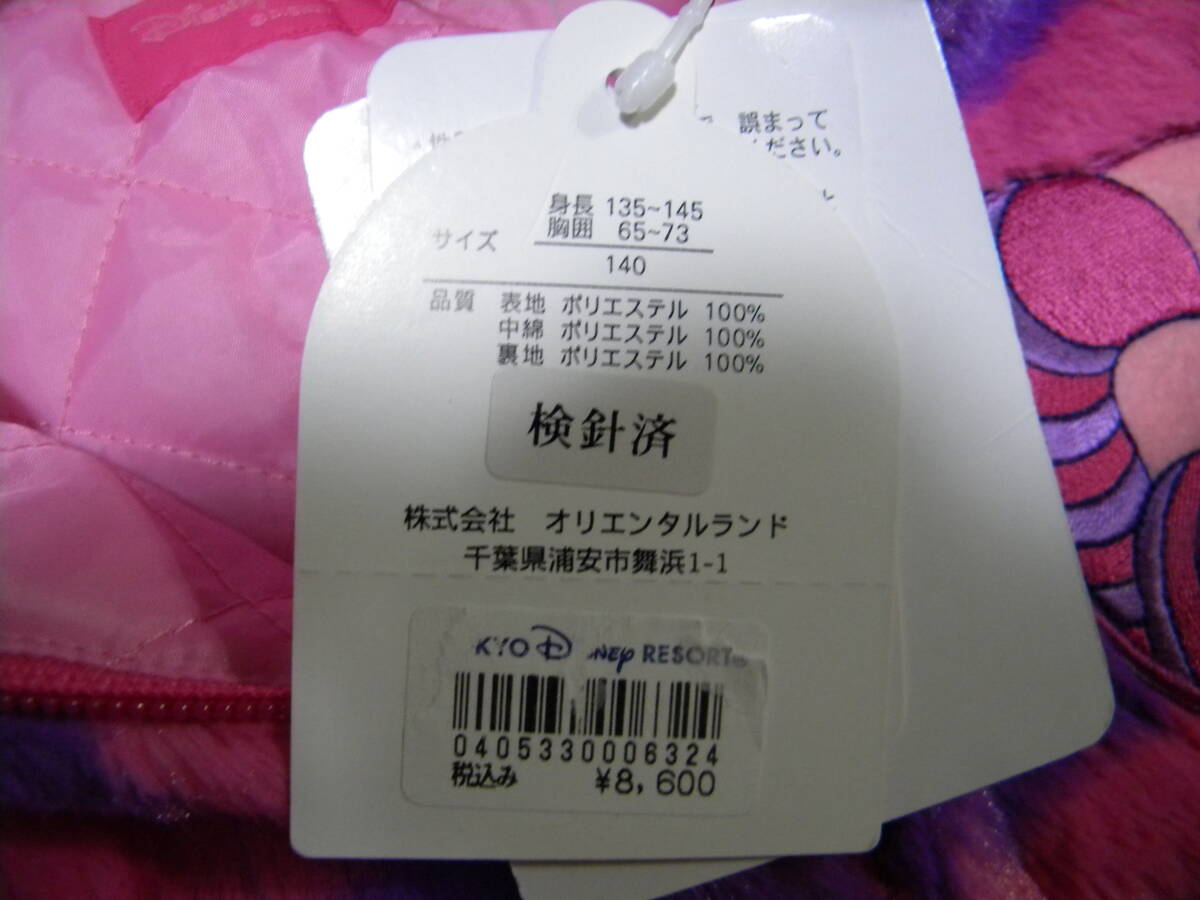 Disney
誤まって
ください。
サイズ 身長 135~145
胸囲 65~73
140
品質 表地 ポリエステル 100%
中綿 ポリエステル 100%
裏地 ポリエステル 100%
検針済
株式会社 オリエンタルランド
千葉県浦安市舞浜1-1
KYO D NEY RESORT
0405330006324
税込み ¥8,600